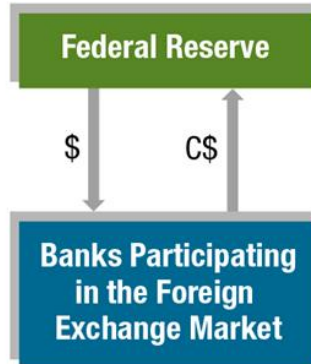 Federal Reserve
$ C$
Banks Participating
in the Foreign
Exchange Market